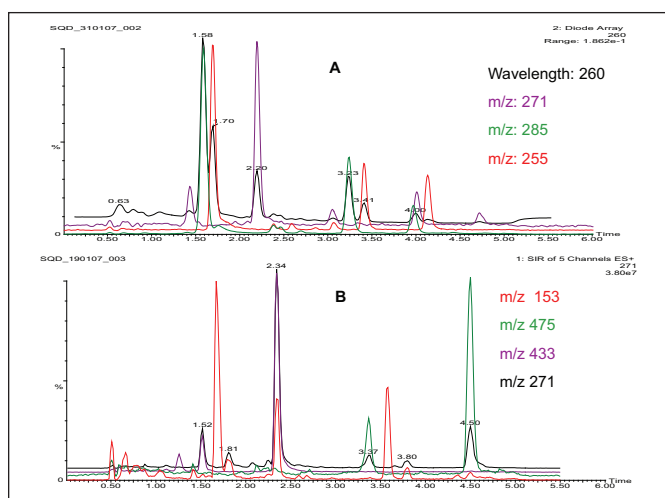 SQD_310107_002
2: Diode Array
260
Range: 1.862e-1
1.58
A
Wavelength: 260
m/z: 271
m/z: 285
m/z: 255
1.70
%
2.20
3.23
3.41
4.00
0.63
0
Time
1.00 1.50 2.00 2.50 3.00 3.50 4.00 4.50 5.00 5.50 6.00
SQD_190107_003
1: SIR of 5 Channels ES+
271
3.80e7
2.34
B
m/z 153
m/z 475
m/z 433
m/z 271
%
1.52
1.81
3.37
3.80
4.50
0
Time
0.50 1.00 1.50 2.00 2.50 3.00 3.50 4.00 4.50 5.00 5.50 6.00